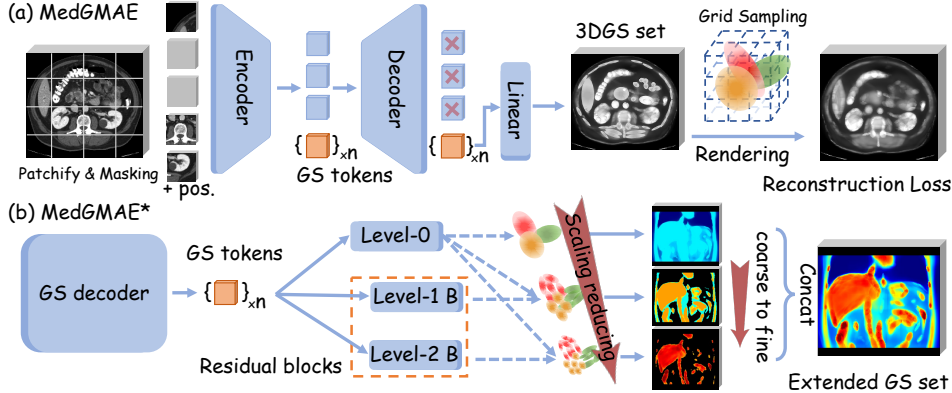 (a) MedGMAE
Patchify & Masking
+ pos.
Encoder
{ }×n
GS tokens
Decoder
{ }×n
Linear
3DGS set
Grid Sampling
Rendering
Reconstruction Loss
(b) MedGMAE*
GS decoder
GS tokens
{ }×n
Level-0
Level-1 B
Level-2 B
Residual blocks
Scaling reducing
coarse to fine
Concat
Extended GS set